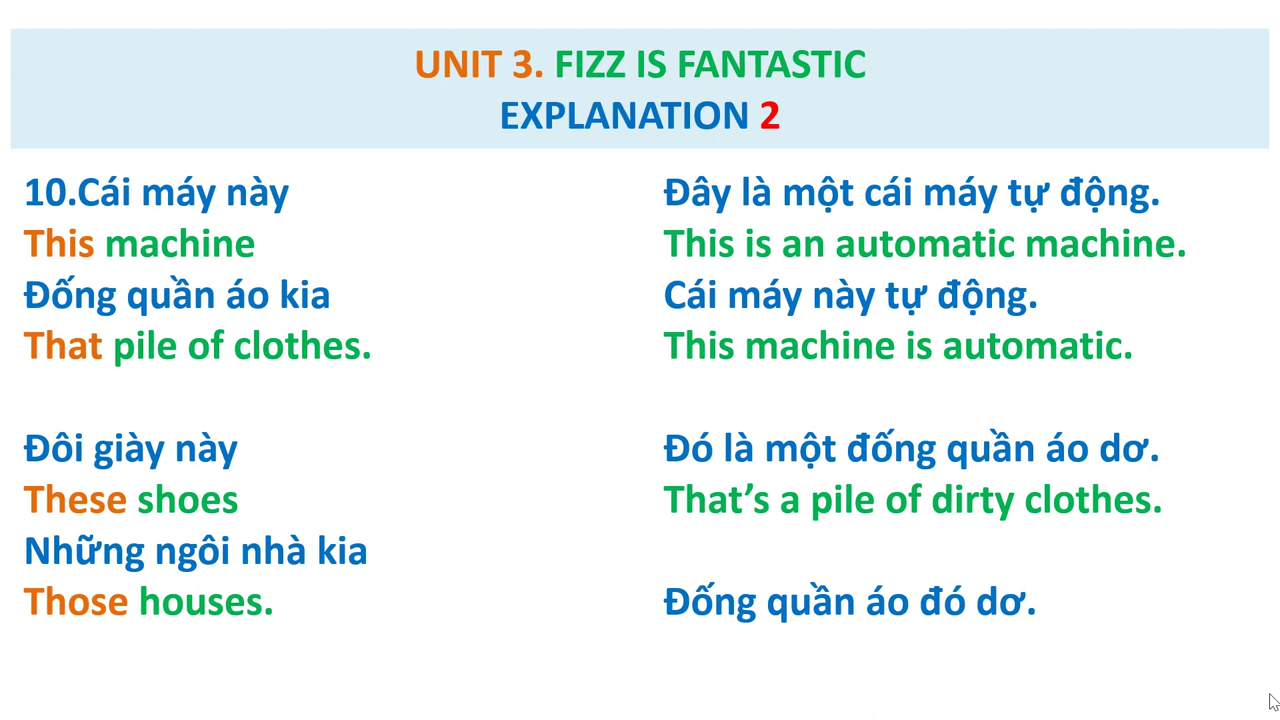 UNIT 3. FIZZ IS FANTASTIC
EXPLANATION 2
10.Cái máy này
This machine
Đống quần áo kia
That pile of clothes.
Đôi giày này
These shoes
Những ngôi nhà kia
Those houses.
Đây là một cái máy tự động.
This is an automatic machine.
Cái máy này tự động.
This machine is automatic.
Đó là một đống quần áo dơ.
That’s a pile of dirty clothes.
Đống quần áo đó dơ.